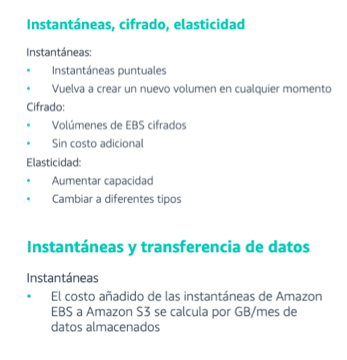 Instantáneas, cifrado, elasticidad
Instantáneas:
• Instantáneas puntuales
• Vuelva a crear un nuevo volumen en cualquier momento
Cifrado:
• Volúmenes de EBS cifrados
• Sin costo adicional
Elasticidad:
• Aumentar capacidad
• Cambiar a diferentes tipos
Instantáneas y transferencia de datos
Instantáneas
• El costo añadido de las instantáneas de Amazon
EBS a Amazon S3 se calcula por GB/mes de
datos almacenados